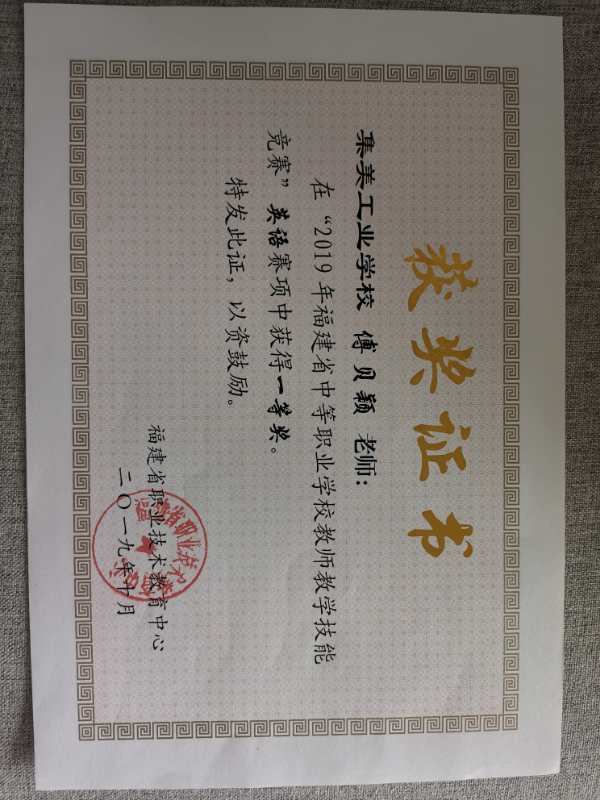 获奖证书
集美工业学校 傅贝颖 老师：
在“2019年福建省中等职业学校教师教学技能
竞赛”英语赛项中获得一等奖。
特发此证，以资鼓励。
福建省职业技术教育中心
二〇一九年十月